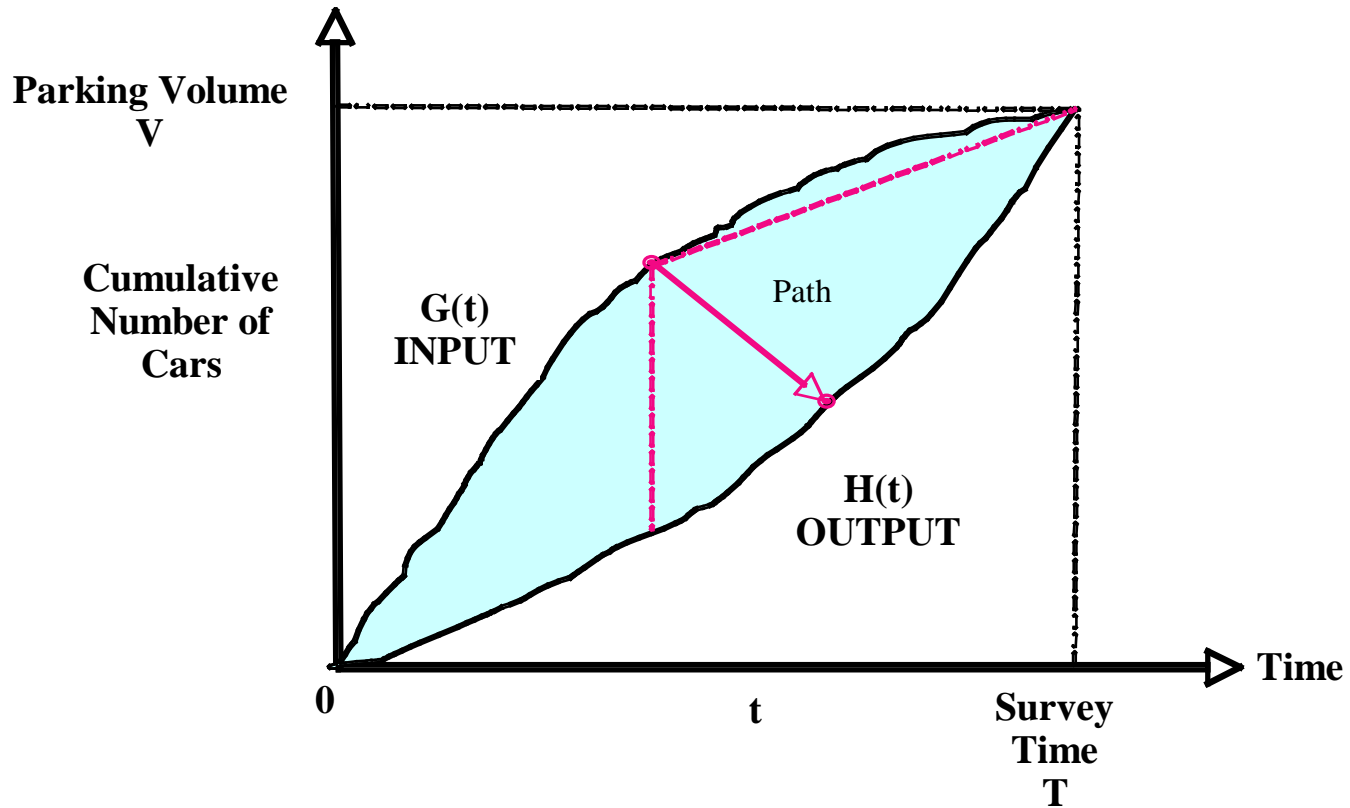 Parking Volume
V
Cumulative
Number of
Cars
G(t)
INPUT
Path
H(t)
OUTPUT
Time
0
t
Survey
Time
T